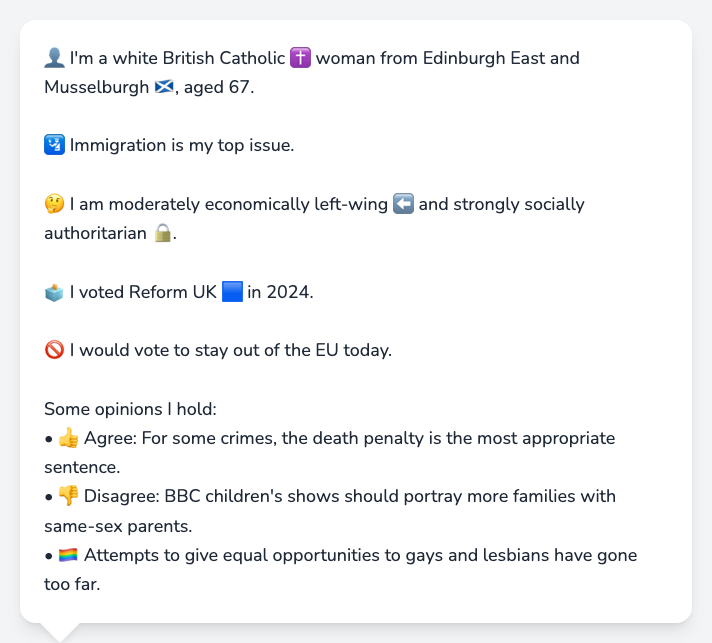 👤 I'm a white British Catholic ✝️ woman from Edinburgh East and
Musselburgh 🏴󠁧󠁢󠁳󠁣󠁴󠁿, aged 67.
🛂 Immigration is my top issue.
🤔 I am moderately economically left-wing ⬅️ and strongly socially
authoritarian 🔒.
🗳️ I voted Reform UK 🟦 in 2024.
🚫 I would vote to stay out of the EU today.
Some opinions I hold:
• 👍 Agree: For some crimes, the death penalty is the most appropriate
sentence.
• 👎 Disagree: BBC children's shows should portray more families with
same-sex parents.
• 🏳️‍🌈 Attempts to give equal opportunities to gays and lesbians have gone
too far.